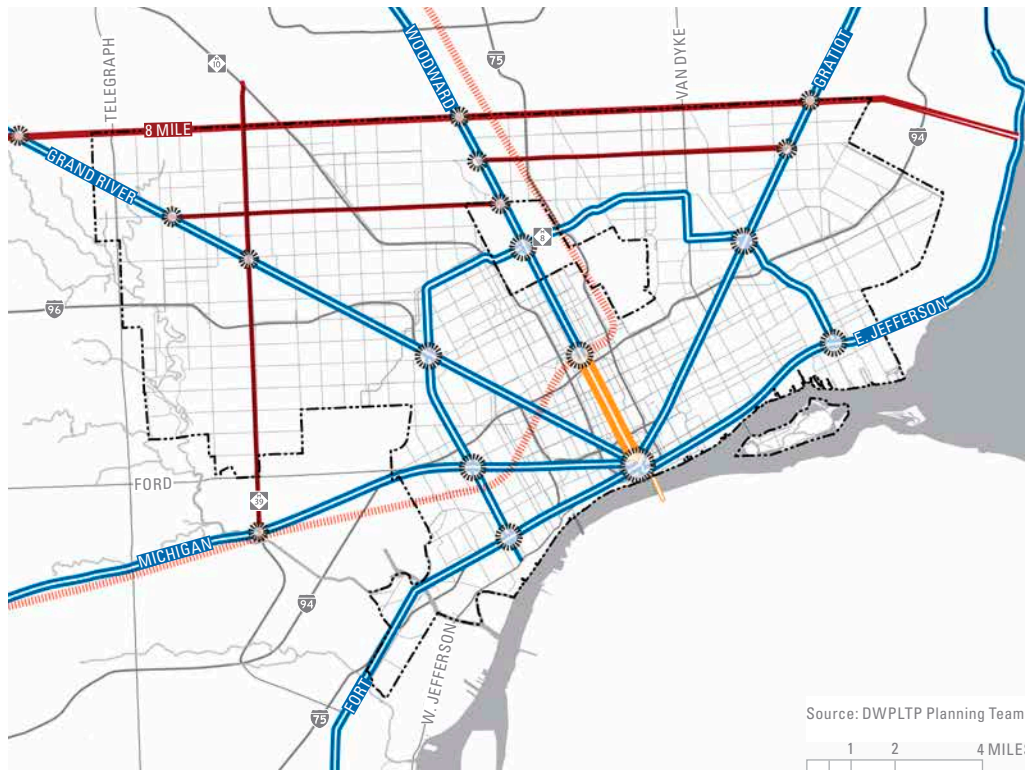 WOODWARD
GRATIOT
TELEGRAPH
VAN DYKE
10
75
8 MILE
94
GRAND RIVER
8
96
E. JEFFERSON
FORD
39
MICHIGAN
94
W. JEFFERSON
FORT
75
Source: DWPLTP Planning Team
1 2 4 MILES